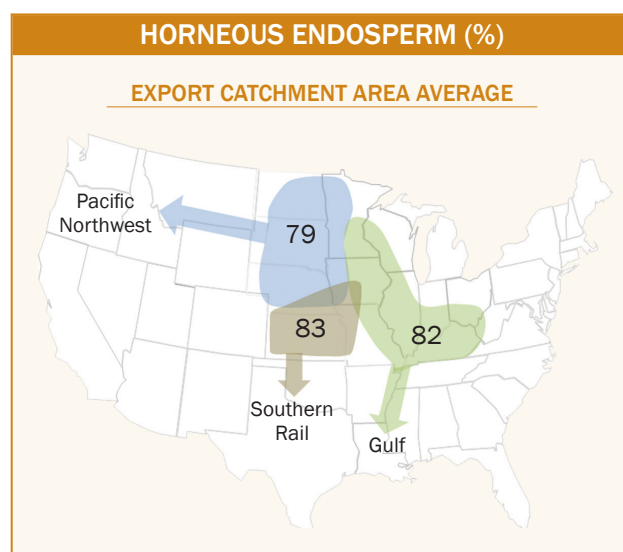 HORNEOUS ENDOSPERM (%)
EXPORT CATCHMENT AREA AVERAGE
Pacific
Northwest
79
83
82
Southern
Rail
Gulf